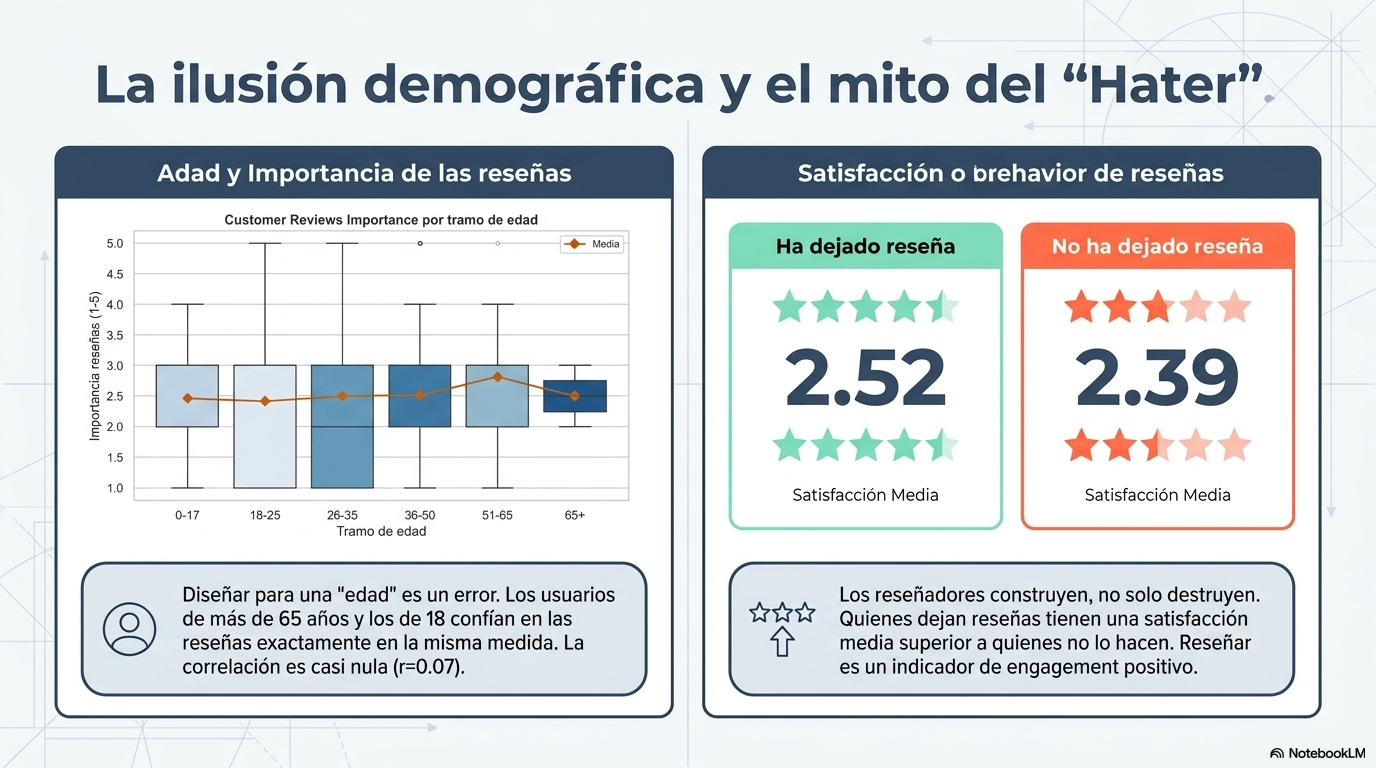 La ilusión demográfica y el mito del “Hater”.
Adad y Importancia de las reseñas
Customer Reviews Importance por tramo de edad
Media
Importancia reseñas (1-5)
5.0
4.5
4.0
3.5
3.0
2.5
2.0
1.5
1.0
0-17
18-25
26-35
36-50
51-65
65+
Tramo de edad
Diseñar para una "edad" es un error. Los usuarios
de más de 65 años y los de 18 confían en las
reseñas exactamente en la misma medida. La
correlación es casi nula (r=0.07).
Satisfacción o brehavior de reseñas
Ha dejado reseña
2.52
Satisfacción Media
No ha dejado reseña
2.39
Satisfacción Media
Los reseñadores construyen, no solo destruyen.
Quienes dejan reseñas tienen una satisfacción
media superior a quienes no lo hacen. Reseñar
es un indicador de engagement positivo.
NotebookLM